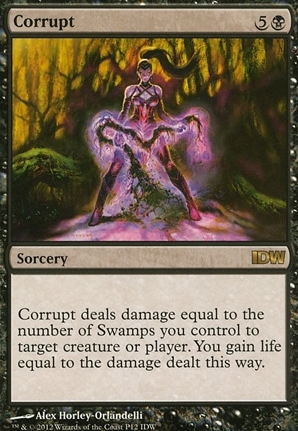 Corrupt 5
Sorcery IDW
Corrupt deals damage equal to the
number of Swamps you control to
target creature or player. You gain life
equal to the damage dealt this way.
Alex Horley-Orlandelli
™ & © 2012 Wizards of the Coast P12 IDW